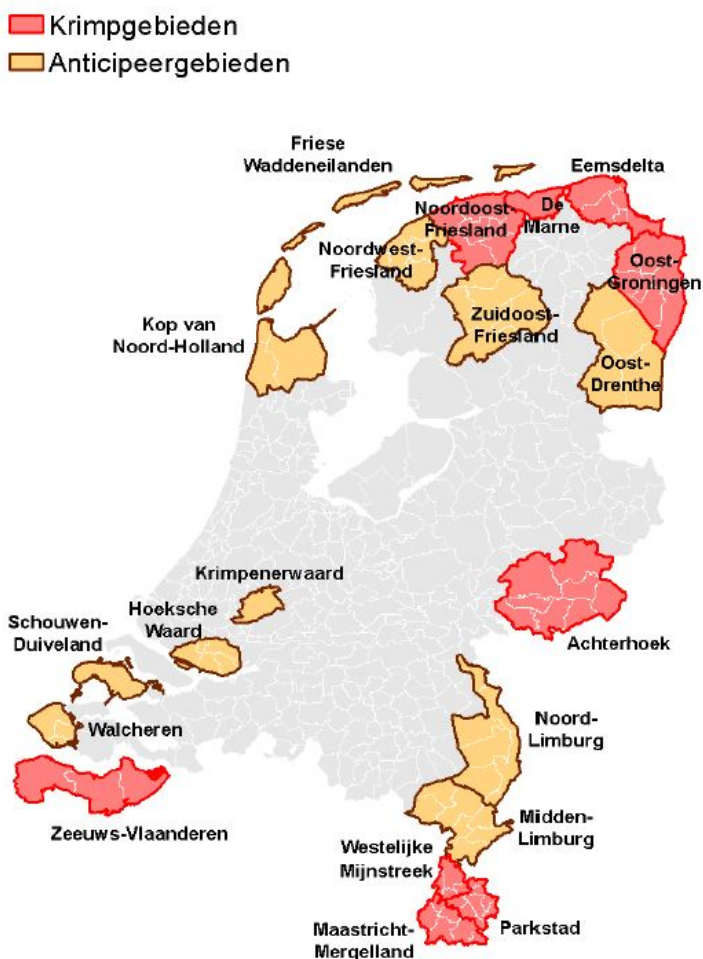 Krimpgebieden
Anticipeergebieden
Friese
Waddeneilanden
Eemsdelta
Noordoost-
Friesland
De
Marne
Noordwest-
Friesland
Oost-
Groningen
Kop van
Noord-Holland
Zuidoost-
Friesland
Oost-
Drenthe
Krimpenerwaard
Hoeksche
Waard
Schouwen-
Duiveland
Achterhoek
Walcheren
Noord-
Limburg
Zeeuws-Vlaanderen
Midden-
Limburg
Westelijke
Mijnstreek
Maastricht-
Mergelland
Parkstad